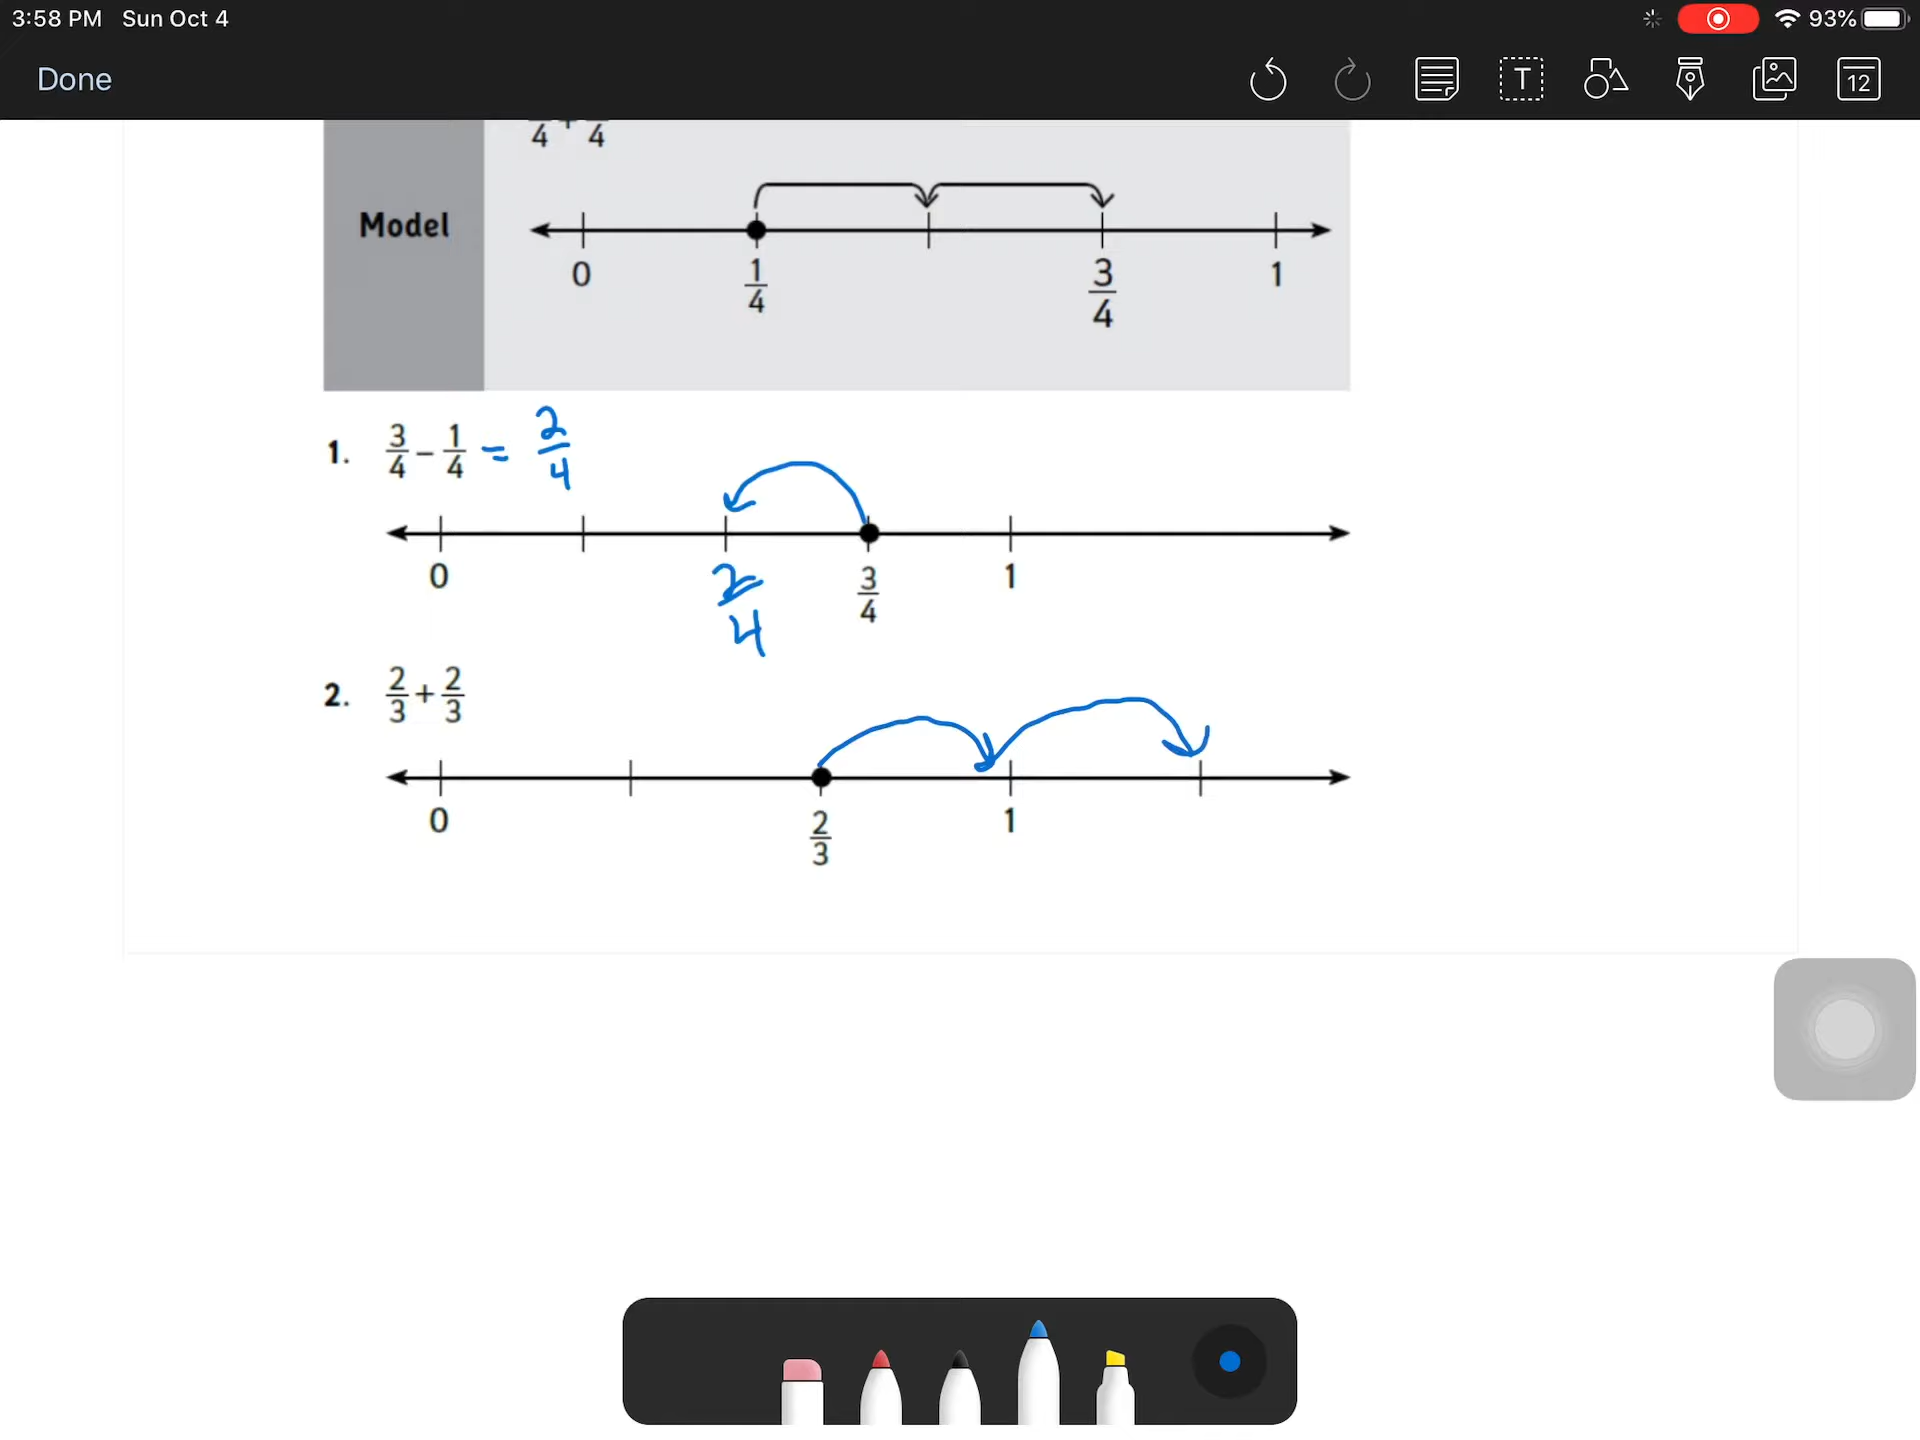 3:58 PM Sun Oct 4 93%
Done T 12
4 + 4
Model
0 1/4 3/4 1
1. 3/4 - 1/4 = 2/4
0 2/4 3/4 1
2. 2/3 + 2/3
0 2/3 1